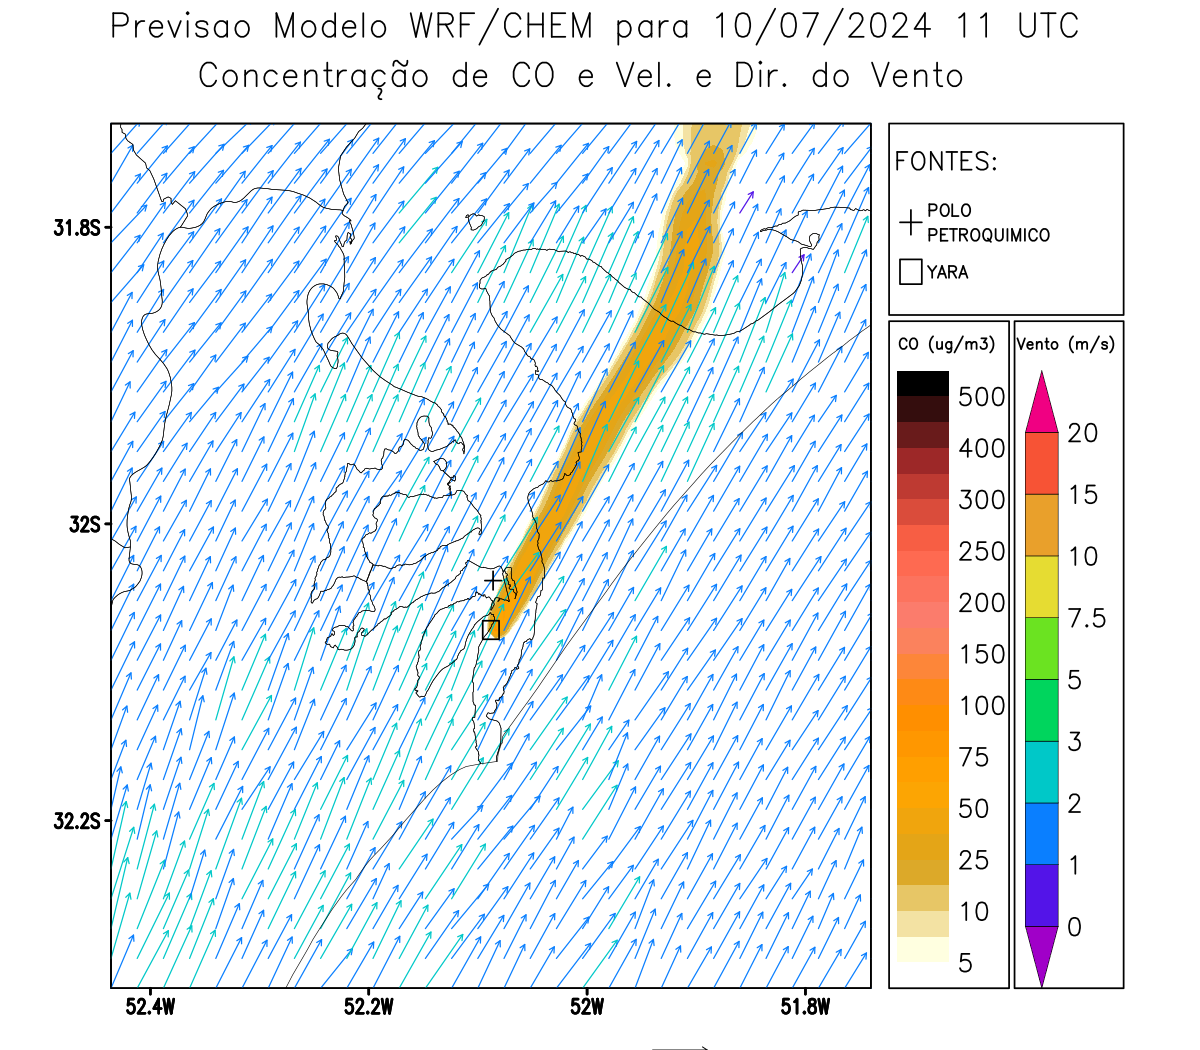 Previsao Modelo WRF/CHEM para 10/07/2024 11 UTC
Concentração de CO e Vel. e Dir. do Vento
31.8S
32S
32.2S
52.4W
52.2W
52W
51.8W
FONTES:
POLO
PETROQUIMICO
YARA
CO (ug/m3)
500
400
300
250
200
150
100
75
50
25
10
5
Vento (m/s)
20
15
10
7.5
5
3
2
1
0